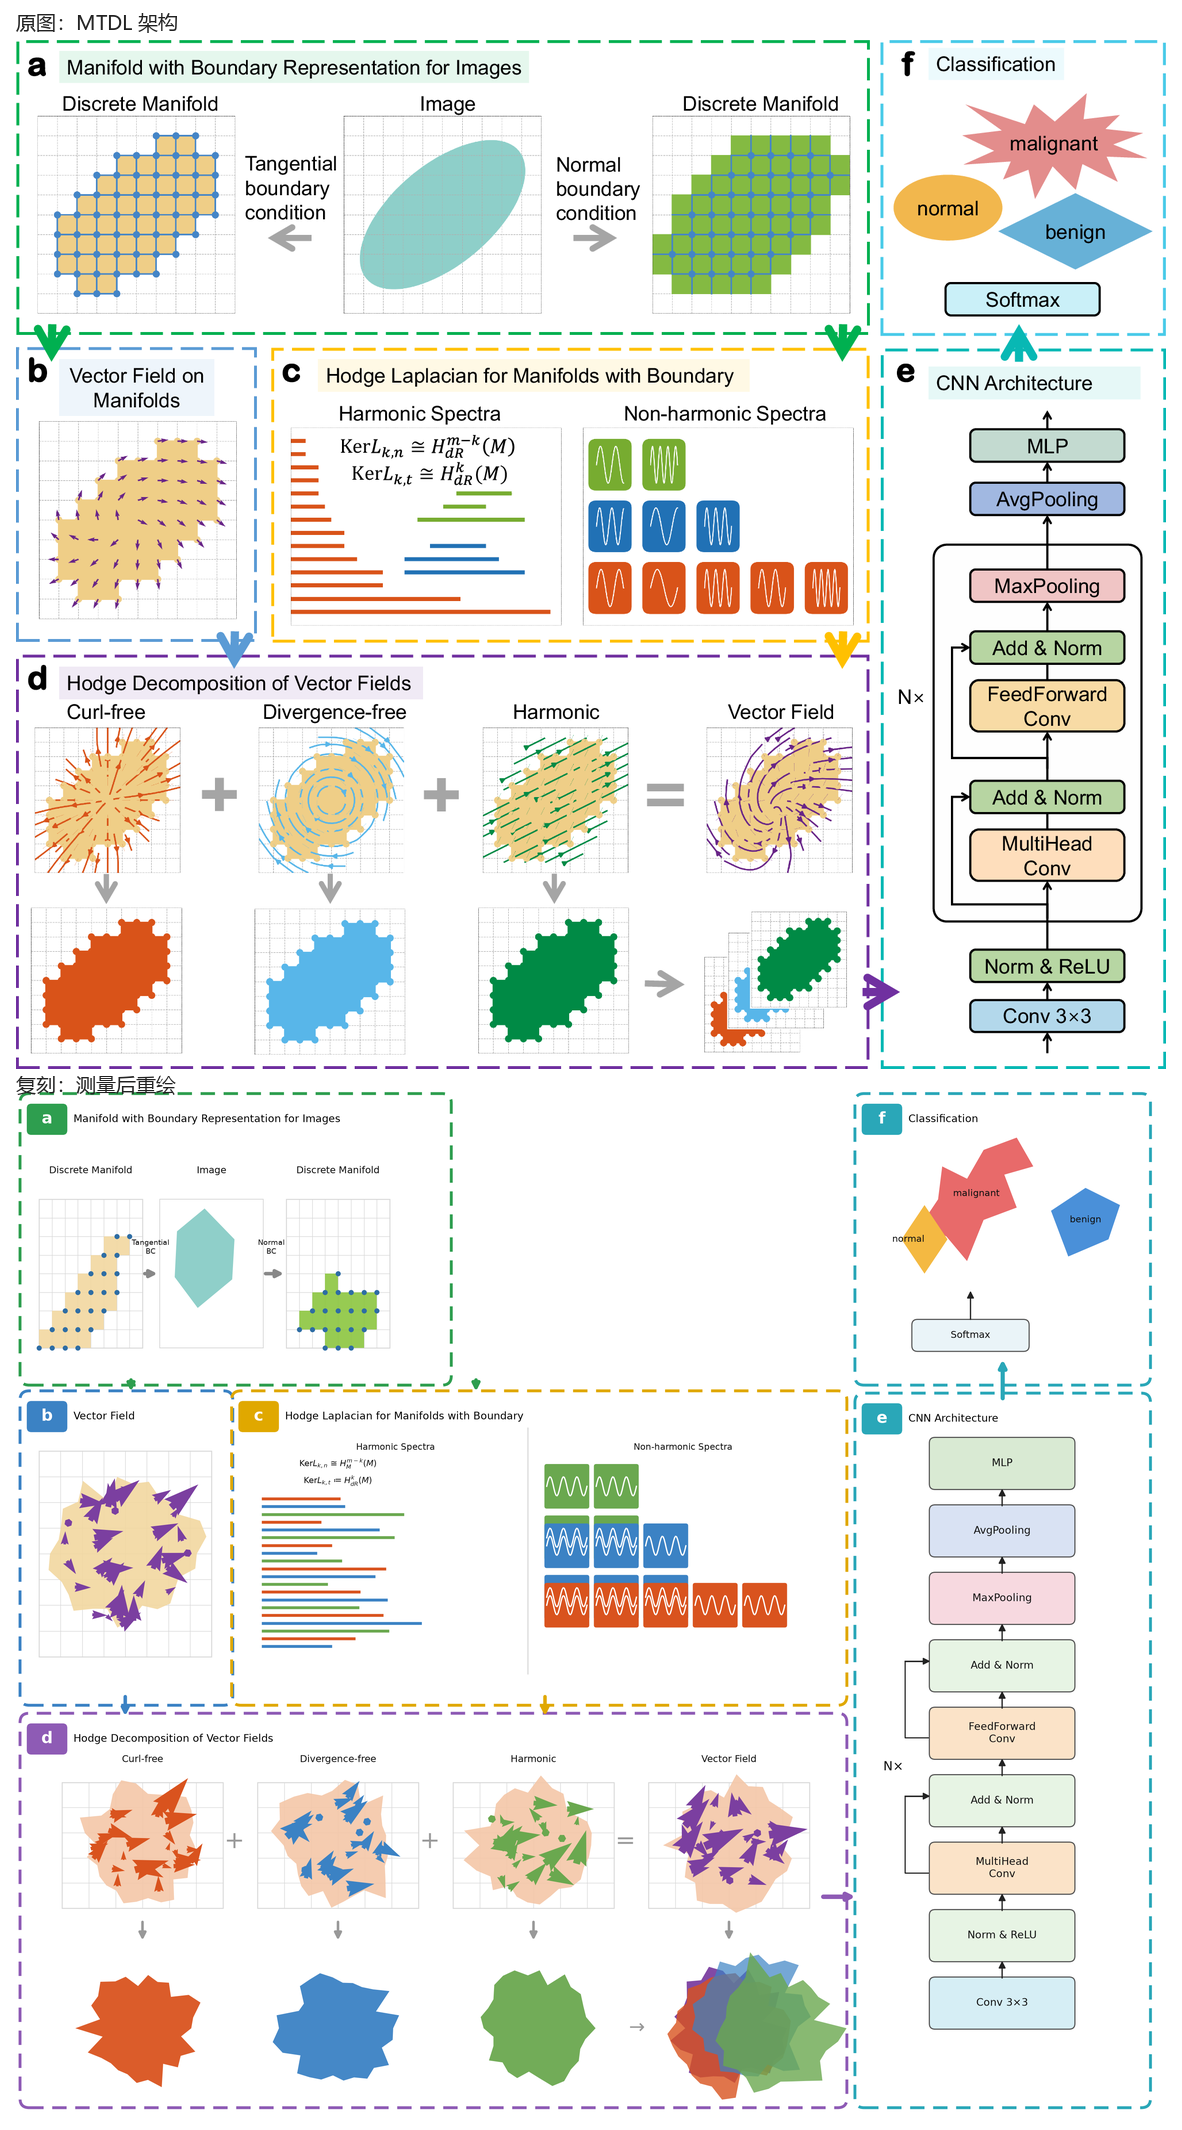 原图：MTDL 架构
a Manifold with Boundary Representation for Images
Discrete Manifold
Image
Discrete Manifold
Tangential
boundary
condition
Normal
boundary
condition
f Classification
malignant
normal
benign
Softmax
b Vector Field on
Manifolds
c Hodge Laplacian for Manifolds with Boundary
Harmonic Spectra
Non-harmonic Spectra
KerL_{k,n} ≅ H_{dR}^{m−k}(M)
KerL_{k,t} ≅ H_{dR}^{k}(M)
e CNN Architecture
MLP
AvgPooling
MaxPooling
Add & Norm
FeedForward
Conv
N×
Add & Norm
MultiHead
Conv
Norm & ReLU
Conv 3×3
d Hodge Decomposition of Vector Fields
Curl-free
Divergence-free
Harmonic
Vector Field
+
+
=
复刻：测量后重绘
a Manifold with Boundary Representation for Images
Discrete Manifold
Image
Discrete Manifold
Tangential
BC
Normal
BC
f Classification
malignant
normal
benign
Softmax
b Vector Field
c Hodge Laplacian for Manifolds with Boundary
Harmonic Spectra
Non-harmonic Spectra
KerL_{k,n} ≅ H_{M}^{m−k}(M)
KerL_{k,t} ≃ H_{dR}^{k}(M)
e CNN Architecture
MLP
AvgPooling
MaxPooling
Add & Norm
FeedForward
Conv
N×
Add & Norm
MultiHead
Conv
Norm & ReLU
Conv 3×3
d Hodge Decomposition of Vector Fields
Curl-free
Divergence-free
Harmonic
Vector Field
+
+
=
→